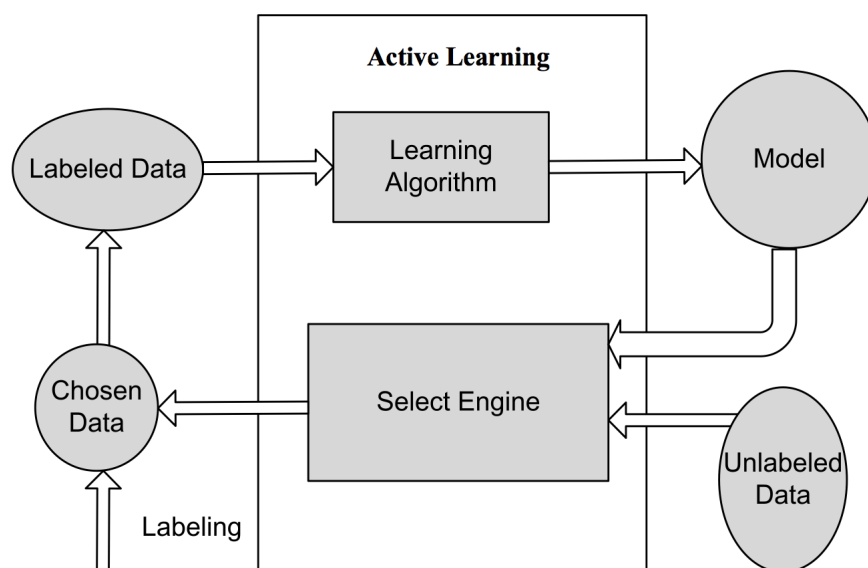 Active Learning
Labeled Data
Learning
Algorithm
Model
Chosen
Data
Select Engine
Unlabeled
Data
Labeling